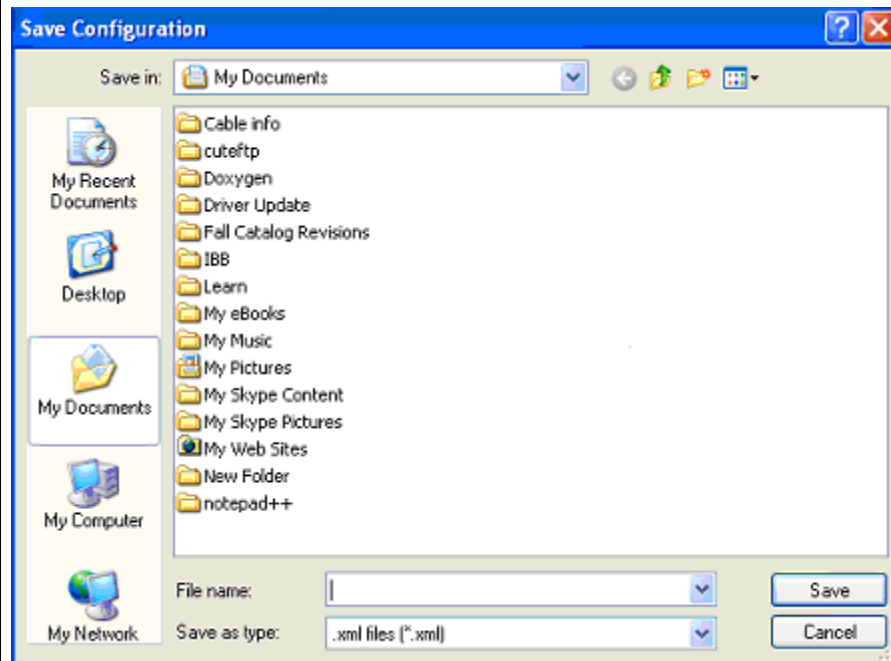 Save Configuration
Save in: My Documents
My Recent Documents
Desktop
My Documents
My Computer
My Network
Cable info
cuteftp
Doxygen
Driver Update
Fall Catalog Revisions
IBB
Learn
My eBooks
My Music
My Pictures
My Skype Content
My Skype Pictures
My Web Sites
New Folder
notepad++
File name:
Save
Save as type: .xml files (*.xml)
Cancel